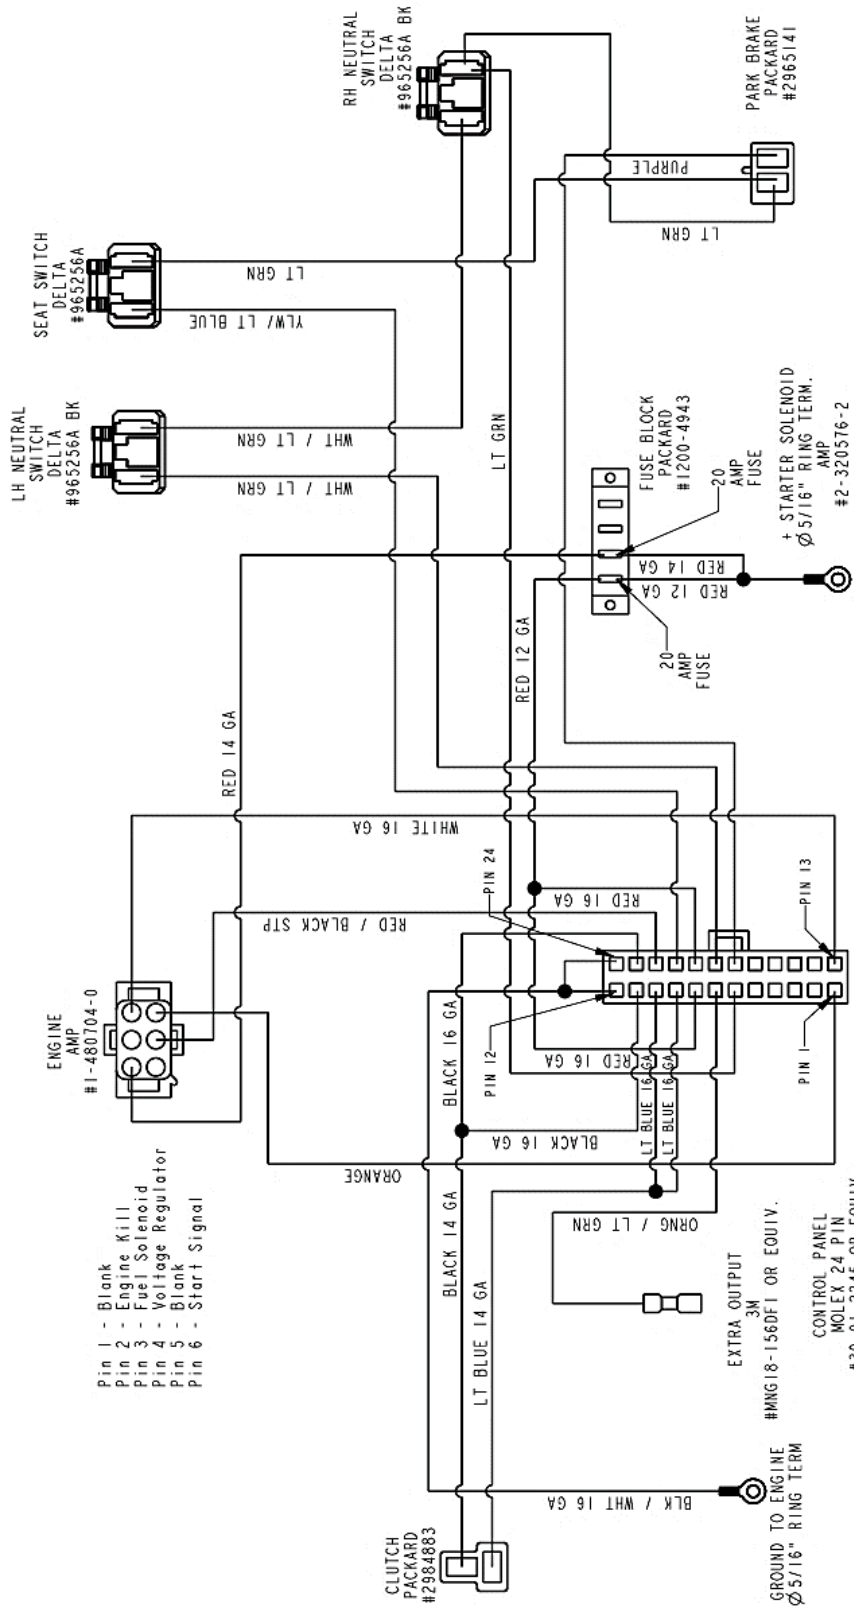 RH NEUTRAL
SWITCH
DELTA
#965256A BK
PARK BRAKE
PACKARD
#2965141
PURPLE
LT GRN
SEAT SWITCH
DELTA
#965256A
LT GRN
YLW/ LT BLUE
LH NEUTRAL
SWITCH
DELTA
#965256A BK
WHT / LT GRN
WHT / LT GRN
LT GRN
FUSE BLOCK
PACKARD
#1200-4943
20
AMP
FUSE
+ STARTER SOLENOID
Ø5/16" RING TERM.
AMP
#2-320576-2
RED 14 GA
RED 12 GA
20
AMP
FUSE
RED 12 GA
RED 14 GA
WHITE 16 GA
PIN 24
RED 16 GA
RED / BLACK STP
PIN 13
ENGINE
AMP
#1-480704-0
BLACK 16 GA
PIN 12
RED 16 GA
PIN 1
LT BLUE 16 GA
LT BLUE 16 GA
BLACK 16 GA
ORANGE
Pin 1 - Blank
Pin 2 - Engine Kill
Pin 3 - Fuel Solenoid
Pin 4 - Voltage Regulator
Pin 5 - Blank
Pin 6 - Start Signal
BLACK 14 GA
LT BLUE 14 GA
ORNG / LT GRN
EXTRA OUTPUT
3M
#MNG18-156DFI OR EQUIV.
CONTROL PANEL
MOLEX 24 PIN
BLK / WHT 16 GA
GROUND TO ENGINE
Ø5/16" RING TERM
CLUTCH
PACKARD
#2984883